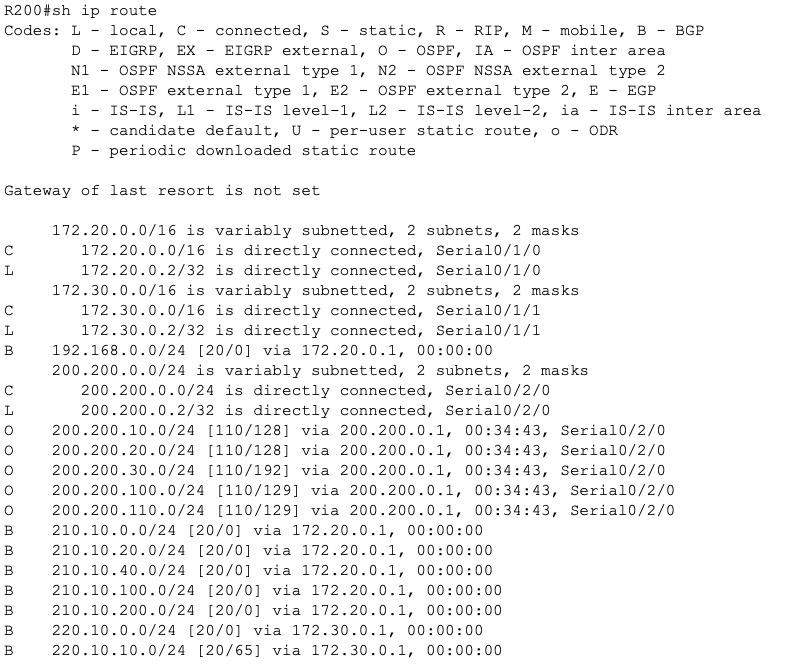 R200#sh ip route
Codes: L - local, C - connected, S - static, R - RIP, M - mobile, B - BGP
       D - EIGRP, EX - EIGRP external, O - OSPF, IA - OSPF inter area
       N1 - OSPF NSSA external type 1, N2 - OSPF NSSA external type 2
       E1 - OSPF external type 1, E2 - OSPF external type 2, E - EGP
       i - IS-IS, L1 - IS-IS level-1, L2 - IS-IS level-2, ia - IS-IS inter area
       * - candidate default, U - per-user static route, o - ODR
       P - periodic downloaded static route

Gateway of last resort is not set

     172.20.0.0/16 is variably subnetted, 2 subnets, 2 masks
C       172.20.0.0/16 is directly connected, Serial0/1/0
L       172.20.0.2/32 is directly connected, Serial0/1/0
     172.30.0.0/16 is variably subnetted, 2 subnets, 2 masks
C       172.30.0.0/16 is directly connected, Serial0/1/1
L       172.30.0.2/32 is directly connected, Serial0/1/1
B    192.168.0.0/24 [20/0] via 172.20.0.1, 00:00:00
     200.200.0.0/24 is variably subnetted, 2 subnets, 2 masks
C       200.200.0.0/24 is directly connected, Serial0/2/0
L       200.200.0.2/32 is directly connected, Serial0/2/0
O    200.200.10.0/24 [110/128] via 200.200.0.1, 00:34:43, Serial0/2/0
O    200.200.20.0/24 [110/128] via 200.200.0.1, 00:34:43, Serial0/2/0
O    200.200.30.0/24 [110/192] via 200.200.0.1, 00:34:43, Serial0/2/0
O    200.200.100.0/24 [110/129] via 200.200.0.1, 00:34:43, Serial0/2/0
O    200.200.110.0/24 [110/129] via 200.200.0.1, 00:34:43, Serial0/2/0
B    210.10.0.0/24 [20/0] via 172.20.0.1, 00:00:00
B    210.10.20.0/24 [20/0] via 172.20.0.1, 00:00:00
B    210.10.40.0/24 [20/0] via 172.20.0.1, 00:00:00
B    210.10.100.0/24 [20/0] via 172.20.0.1, 00:00:00
B    210.10.200.0/24 [20/0] via 172.20.0.1, 00:00:00
B    220.10.0.0/24 [20/0] via 172.30.0.1, 00:00:00
B    220.10.10.0/24 [20/65] via 172.30.0.1, 00:00:00